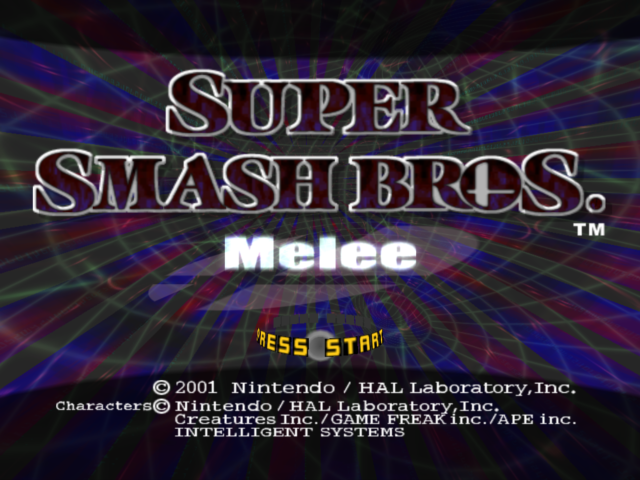 SUPER
SMASH BROS.
TM
Melee
PRESS START
© 2001 Nintendo / HAL Laboratory, Inc.
Characters © Nintendo / HAL Laboratory, Inc.
Creatures Inc./GAME FREAK inc./APE inc.
INTELLIGENT SYSTEMS